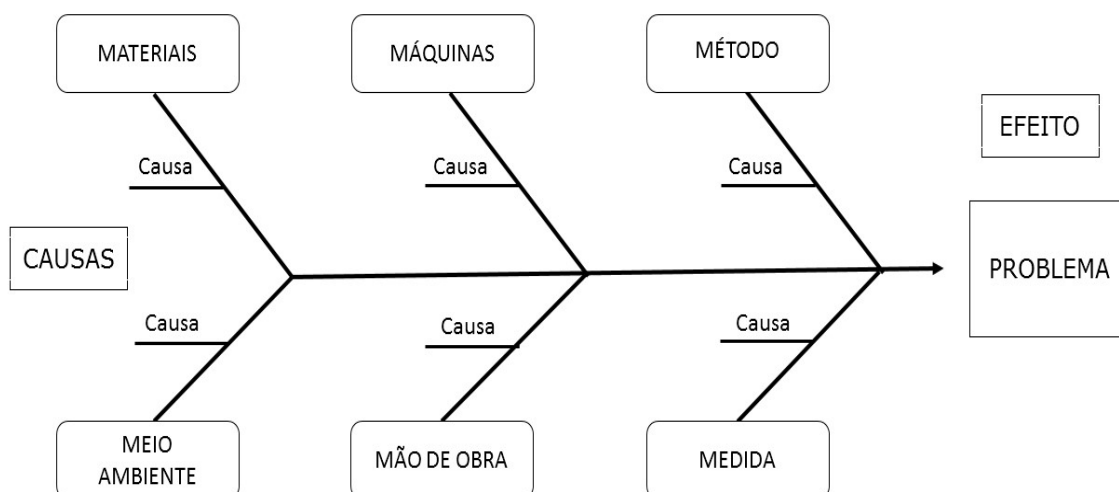 MATERIAIS
MÁQUINAS
MÉTODO
EFEITO
Causa
Causa
Causa
CAUSAS
PROBLEMA
Causa
Causa
Causa
MEIO
AMBIENTE
MÃO DE OBRA
MEDIDA